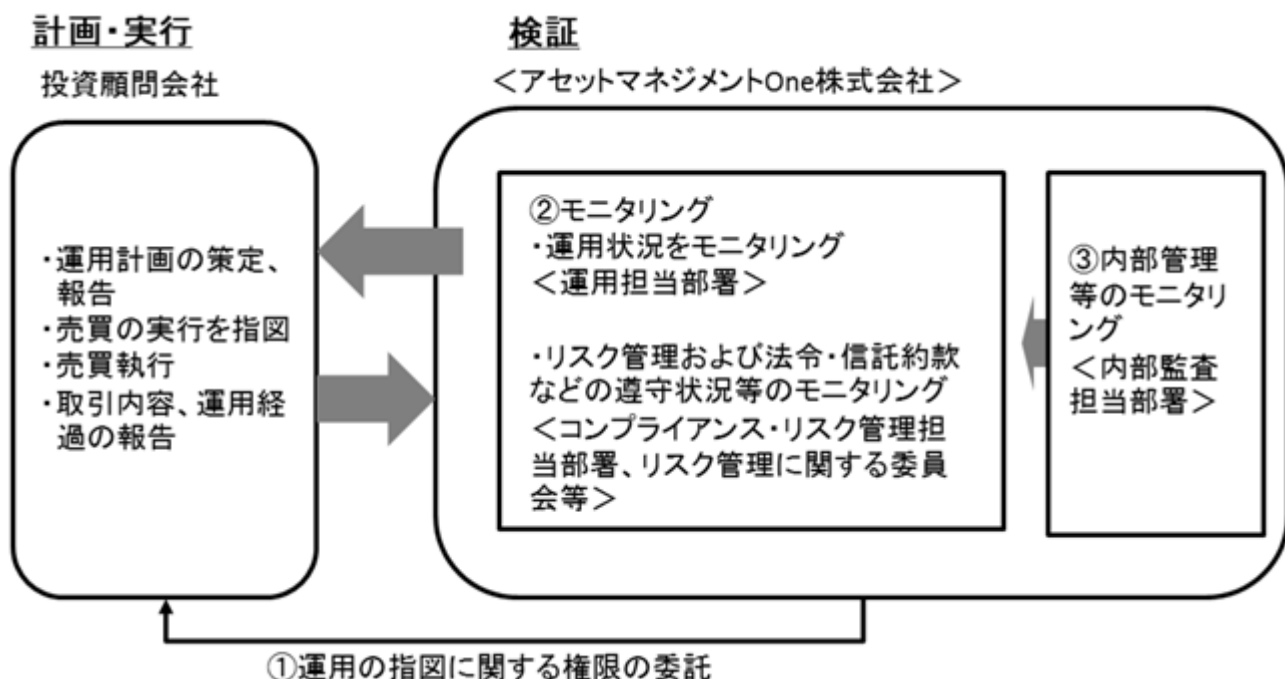 計画・実行
投資顧問会社
・運用計画の策定、
報告
・売買の実行を指図
・売買執行
・取引内容、運用経
過の報告
検証
＜アセットマネジメントOne株式会社＞
②モニタリング
・運用状況をモニタリング
＜運用担当部署＞
・リスク管理および法令・信託約款
などの遵守状況等のモニタリング
＜コンプライアンス・リスク管理担
当部署、リスク管理に関する委員
会等＞
③内部管理
等のモニタリ
ング
＜内部監査
担当部署＞
①運用の指図に関する権限の委託